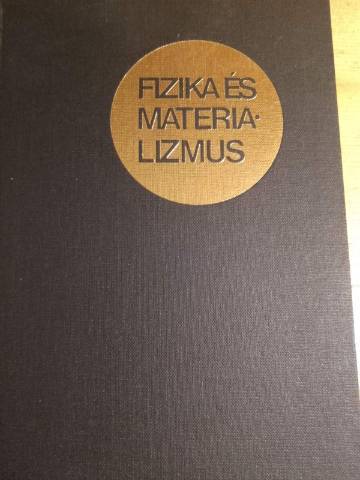 FIZIKA ÉS
MATERIA-
LIZMUS